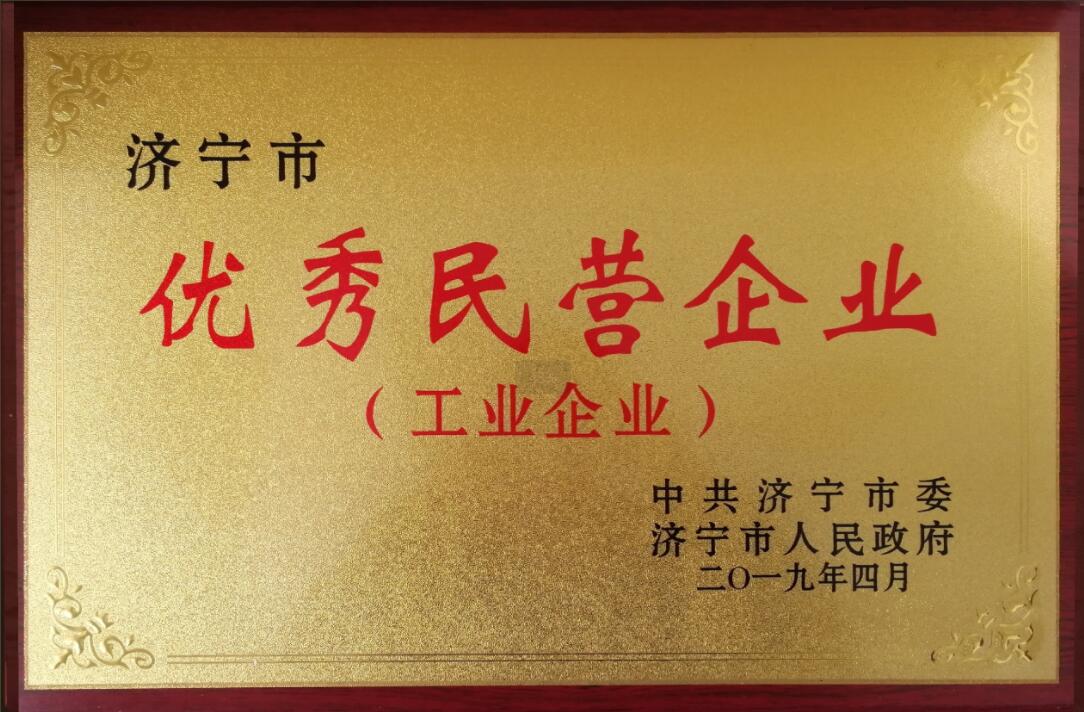 济宁市
优秀民营企业
（工业企业）
中共济宁市委
济宁市人民政府
二〇一九年四月